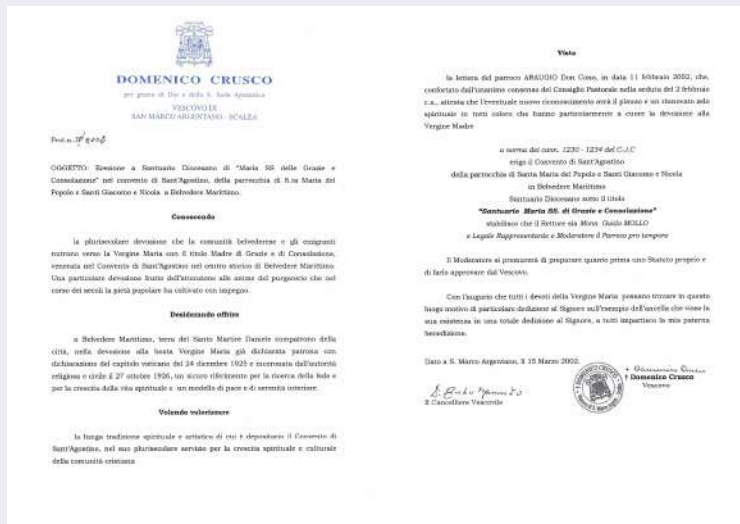 DOMENICO CRUSCO
per grazia di Dio e della S. Sede Apostolica
VESCOVO DI
SAN MARCO ARGENTANO - SCALEA
Prot. n.
OGGETTO: Erezione a Santuario Diocesano di "Maria SS delle Grazie e
Consolazione" nel convento di Sant'Agostino, della parrocchia di S.ta Maria del
Popolo e Santi Giacomo e Nicola a Belvedere Marittimo.
Conoscendo
la plurisecolare devozione che la comunità belvederese e gli emigranti
nutrono verso la Vergine Maria con il titolo Madre di Grazie e di Consolazione,
venerata nel Convento di Sant'Agostino nel centro storico di Belvedere Marittimo.
Una particolare devozione frutto dell'attenzione alle anime del purgatorio che nel
corso dei secoli la pietà popolare ha coltivato con impegno.
Desiderando offrire
a Belvedere Marittimo, terra del Santo Martire Daniele compatrono della
città, nella devozione alla beata Vergine Maria già dichiarata patrona con
dichiarazione del capitolo vaticano del 24 dicembre 1925 e incoronata dall'autorità
religiosa e civile il 27 ottobre 1926, un sicuro riferimento per la ricerca della fede e
per la crescita della vita spirituale e un modello di pace e di serenità interiore.
Volendo valorizzare
la lunga tradizione spirituale e artistica di cui è depositario il Convento di
Sant'Agostino, nel suo plurisecolare servizio per la crescita spirituale e culturale
della comunità cristiana
Visto
la lettera del parroco ARAUGIO Don Cono, in data 11 febbraio 2002, che,
confortato dall'unanime consenso del Consiglio Pastorale nella seduta del 2 febbraio
c.a., attesta che l'eventuale nuovo riconoscimento avrà il plauso e un rinnovato zelo
spirituale in tutti coloro che hanno particolarmente a cuore la devozione alla
Vergine Madre
a norma dei cann. 1230 - 1234 del C.J.C
erigo il Convento di Sant'Agostino
della parrocchia di Santa Maria del Popolo e Santi Giacomo e Nicola
in Belvedere Marittimo
Santuario Diocesano sotto il titolo
"Santuario Maria SS. di Grazie e Consolazione"
stabilisco che il Rettore sia Mons. Guido MOLLO
e Legale Rappresentante e Moderatore il Parroco pro tempore
Il Moderatore si premurerà di preparare quanto prima uno Statuto proprio e
di farlo approvare dal Vescovo.
Con l'augurio che tutti i devoti della Vergine Maria possano trovare in questo
luogo motivo di particolare dedizione al Signore sull'esempio dell'ancella che visse la
sua esistenza in una totale dedizione al Signore, a tutti impartisco la mia paterna
benedizione.
Dato a S. Marco Argentano, li 15 Marzo 2002.
† Domenico Crusco
Vescovo
Il Cancelliere Vescovile